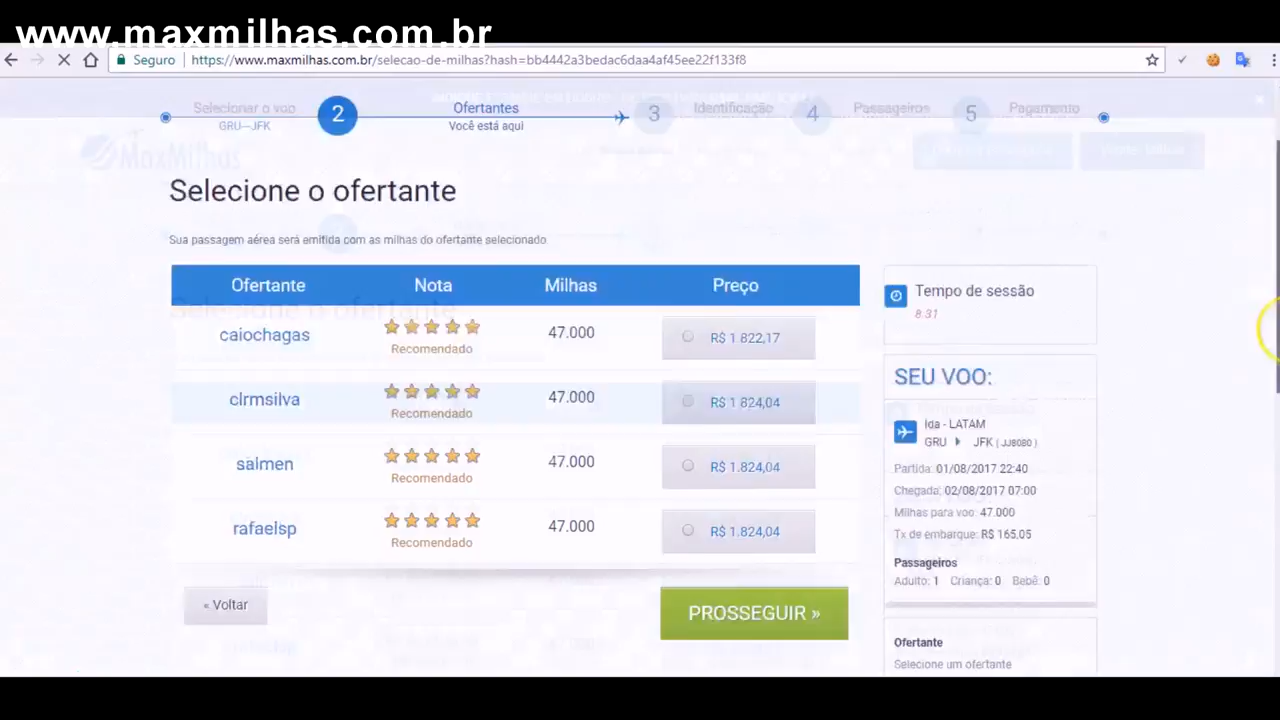 www.maxmilhas.com.br
Seguro https://www.maxmilhas.com.br/selecao-de-milhas?hash=bb4442a3bedac6daa4af45ee22f133f8
Selecionar o voo
GRU—JFK
2
Ofertantes
Você está aqui
3
Identificação
4
Passageiros
5
Pagamento
MaxMilhas
Selecione o ofertante
Sua passagem aérea será emitida com as milhas do ofertante selecionado
Ofertante Nota Milhas Preço
caiochagas Recomendado 47.000 R$ 1.822,17
clrmsilva Recomendado 47.000 R$ 1.824,04
salmen Recomendado 47.000 R$ 1.824,04
rafaelsp Recomendado 47.000 R$ 1.824,04
« Voltar
PROSSEGUIR »
Tempo de sessão
8:31
SEU VOO:
Ida - LATAM
GRU JFK ( JJ8080 )
Partida: 01/08/2017 22:40
Chegada: 02/08/2017 07:00
Milhas para voo: 47.000
Tx de embarque: R$ 165,05
Passageiros
Adulto: 1 Criança: 0 Bebê: 0
Ofertante
Selecione um ofertante